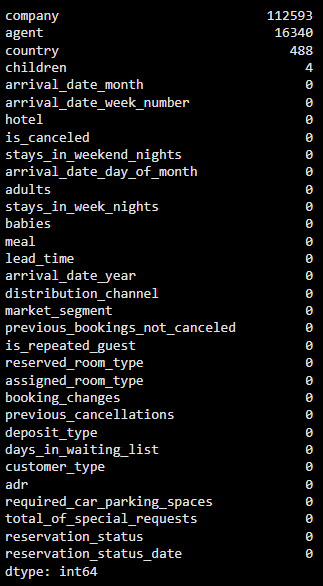 company 112593
agent 16340
country 488
children 4
arrival_date_month 0
arrival_date_week_number 0
hotel 0
is_canceled 0
stays_in_weekend_nights 0
arrival_date_day_of_month 0
adults 0
stays_in_week_nights 0
babies 0
meal 0
lead_time 0
arrival_date_year 0
distribution_channel 0
market_segment 0
previous_bookings_not_canceled 0
is_repeated_guest 0
reserved_room_type 0
assigned_room_type 0
booking_changes 0
previous_cancellations 0
deposit_type 0
days_in_waiting_list 0
customer_type 0
adr 0
required_car_parking_spaces 0
total_of_special_requests 0
reservation_status 0
reservation_status_date 0
dtype: int64